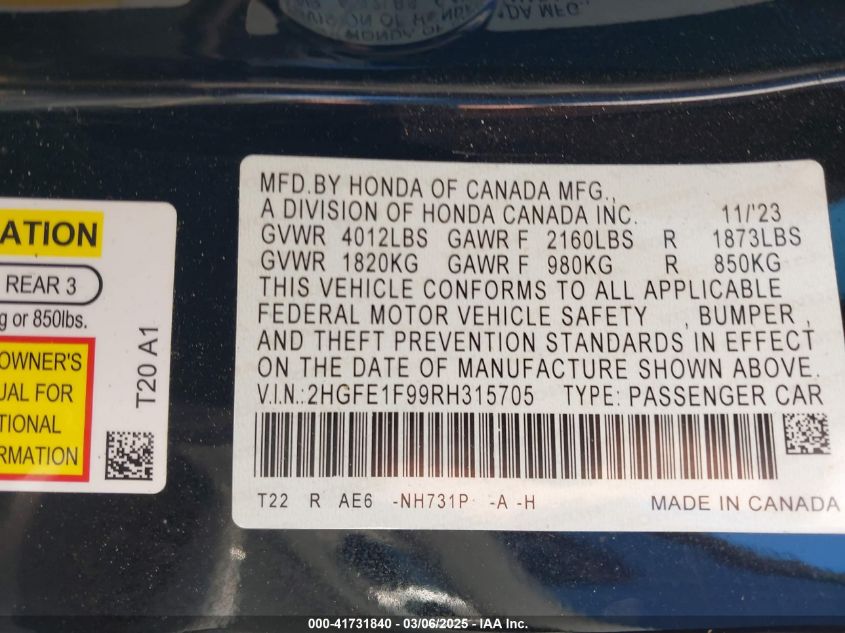 ATION
REAR 3
g or 850lbs.
OWNER'S
UAL FOR
TIONAL
ORMATION
T20 A1
MFD.BY HONDA OF CANADA MFG.,
A DIVISION OF HONDA CANADA INC. 11/'23
GVWR 4012LBS GAWR F 2160LBS R 1873LBS
GVWR 1820KG GAWR F 980KG R 850KG
THIS VEHICLE CONFORMS TO ALL APPLICABLE
FEDERAL MOTOR VEHICLE SAFETY , BUMPER ,
AND THEFT PREVENTION STANDARDS IN EFFECT
ON THE DATE OF MANUFACTURE SHOWN ABOVE.
V.I.N.:2HGFE1F99RH315705 TYPE: PASSENGER CAR
T22 R AE6 -NH731P -A -H MADE IN CANADA
000-41731840 - 03/06/2025 - IAA Inc.